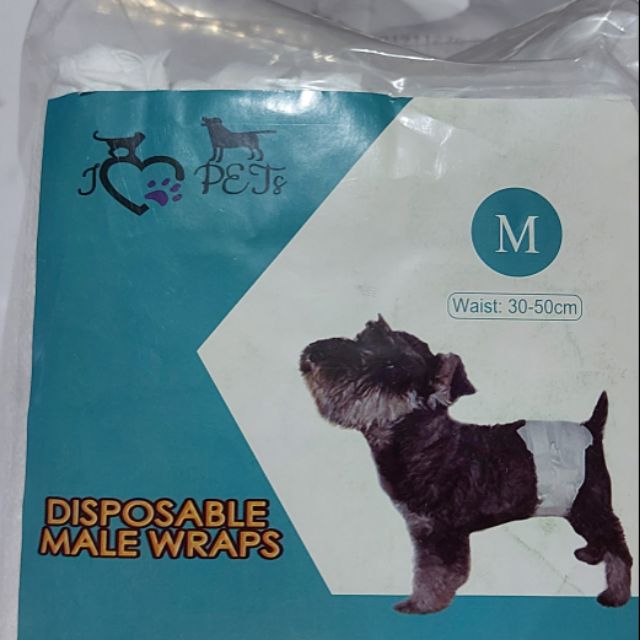 I PETs
M
Waist: 30-50cm
DISPOSABLE
MALE WRAPS